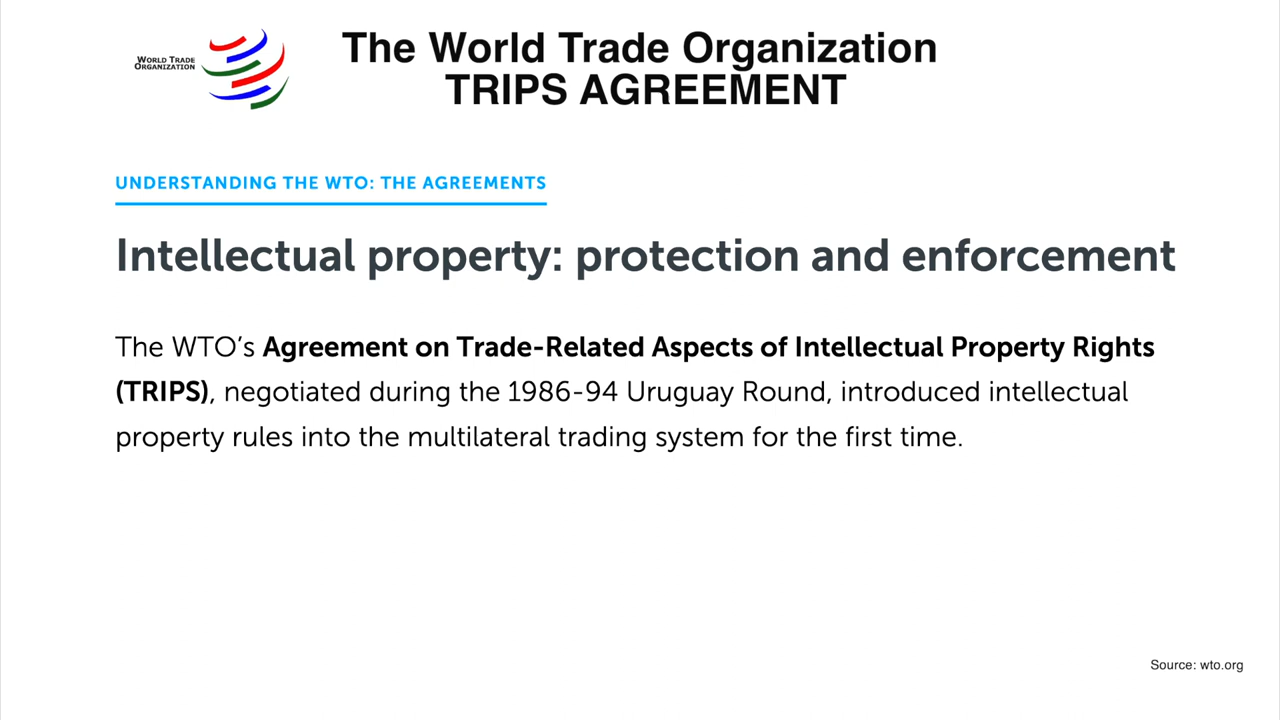 WORLD TRADE
ORGANIZATION
The World Trade Organization
TRIPS AGREEMENT
UNDERSTANDING THE WTO: THE AGREEMENTS
Intellectual property: protection and enforcement
The WTO’s Agreement on Trade-Related Aspects of Intellectual Property Rights
(TRIPS), negotiated during the 1986-94 Uruguay Round, introduced intellectual
property rules into the multilateral trading system for the first time.
Source: wto.org